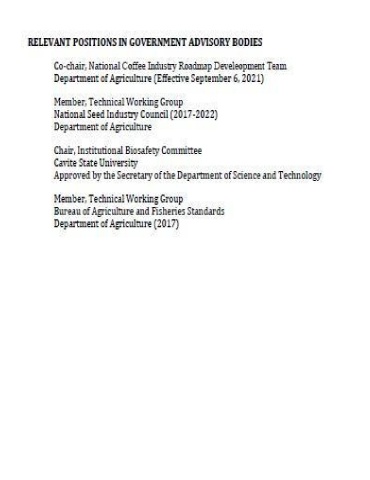 RELEVANT POSITIONS IN GOVERNMENT ADVISORY BODIES
Co-chair, National Coffee Industry Roadmap Develeopment Team
Department of Agriculture (Effective September 6, 2021)
Member, Technical Working Group
National Seed Industry Council (2017-2022)
Department of Agriculture
Chair, Institutional Biosafety Committee
Cavite State University
Approved by the Secretary of the Department of Science and Technology
Member, Technical Working Group
Bureau of Agriculture and Fisheries Standards
Department of Agriculture (2017)